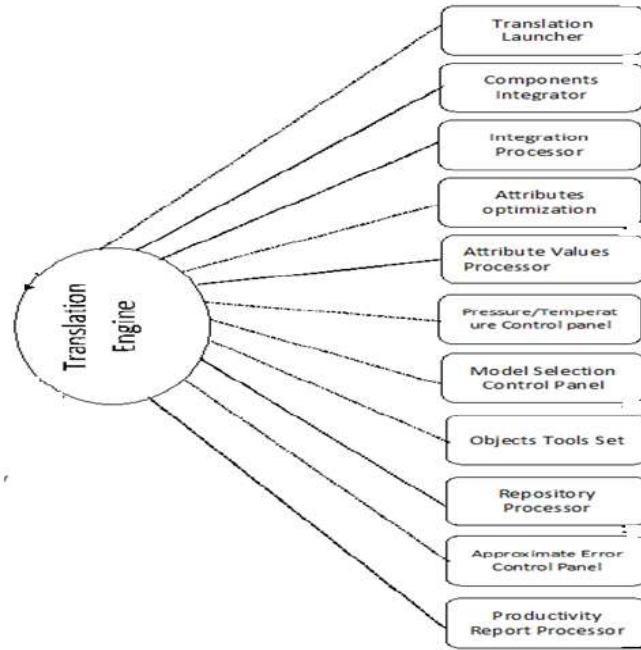 Translation
Launcher
Components
Integrator
Integration
Processor
Attributes
optimization
Attribute Values
Processor
Pressure/Temperat
ure Control panel
Model Selection
Control Panel
Objects Tools Set
Repository
Processor
Approximate Error
Control Panel
Productivity
Report Processor
Translation
Engine